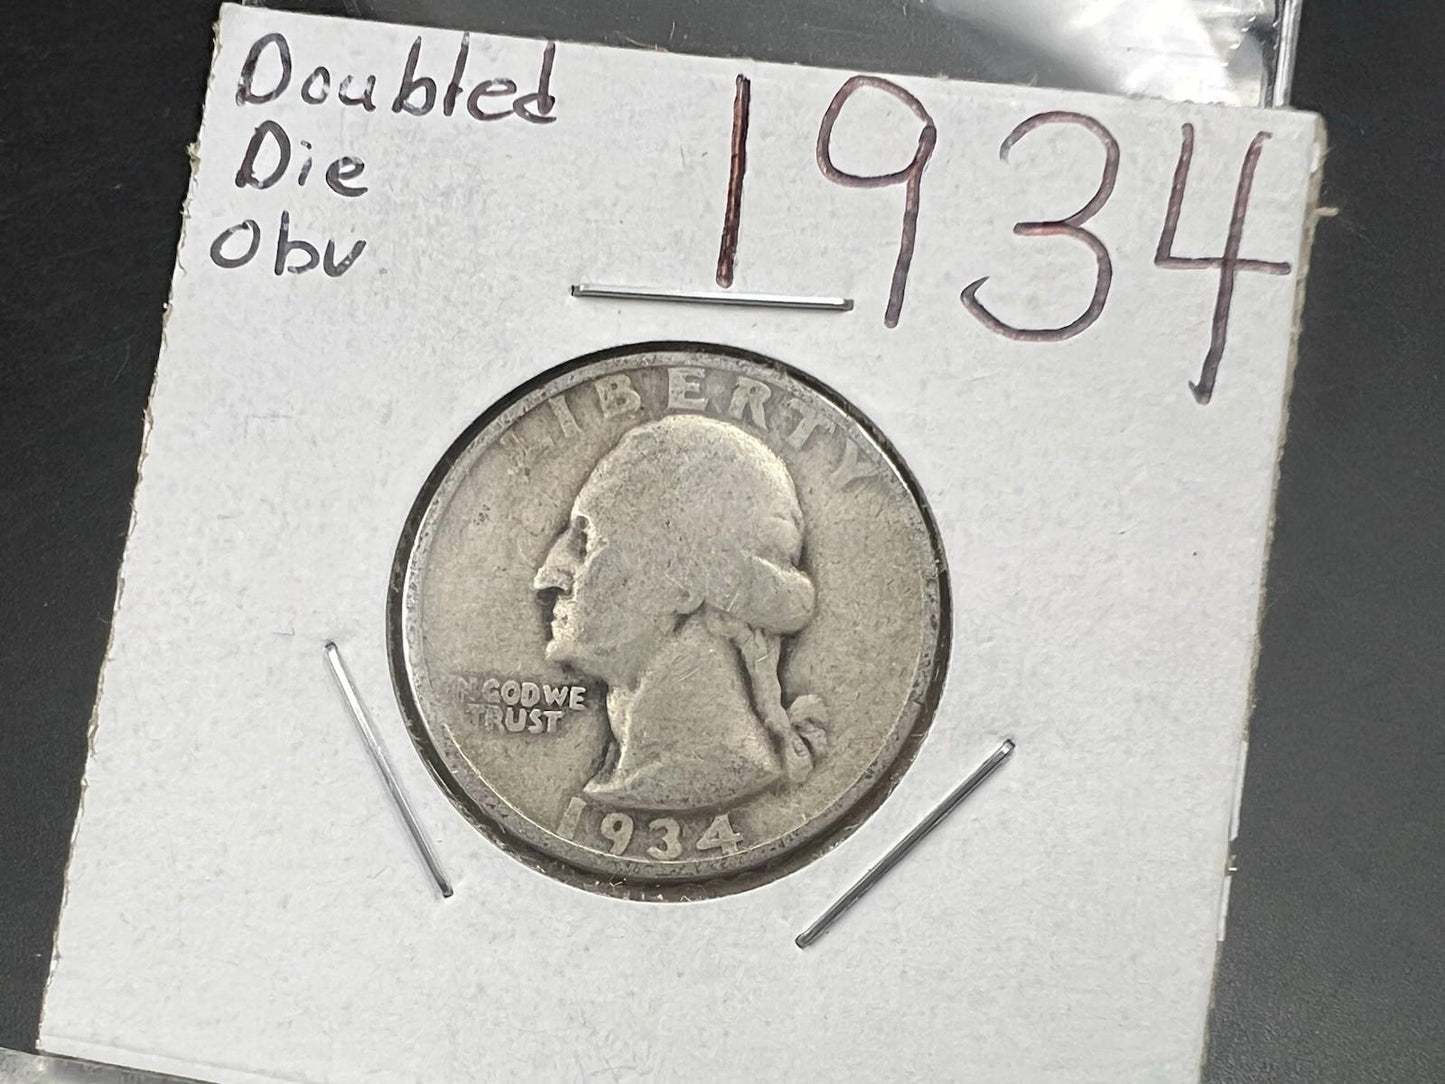 Doubled
Die
Obv
1934
LIBERTY
IN GOD WE
TRUST
1934